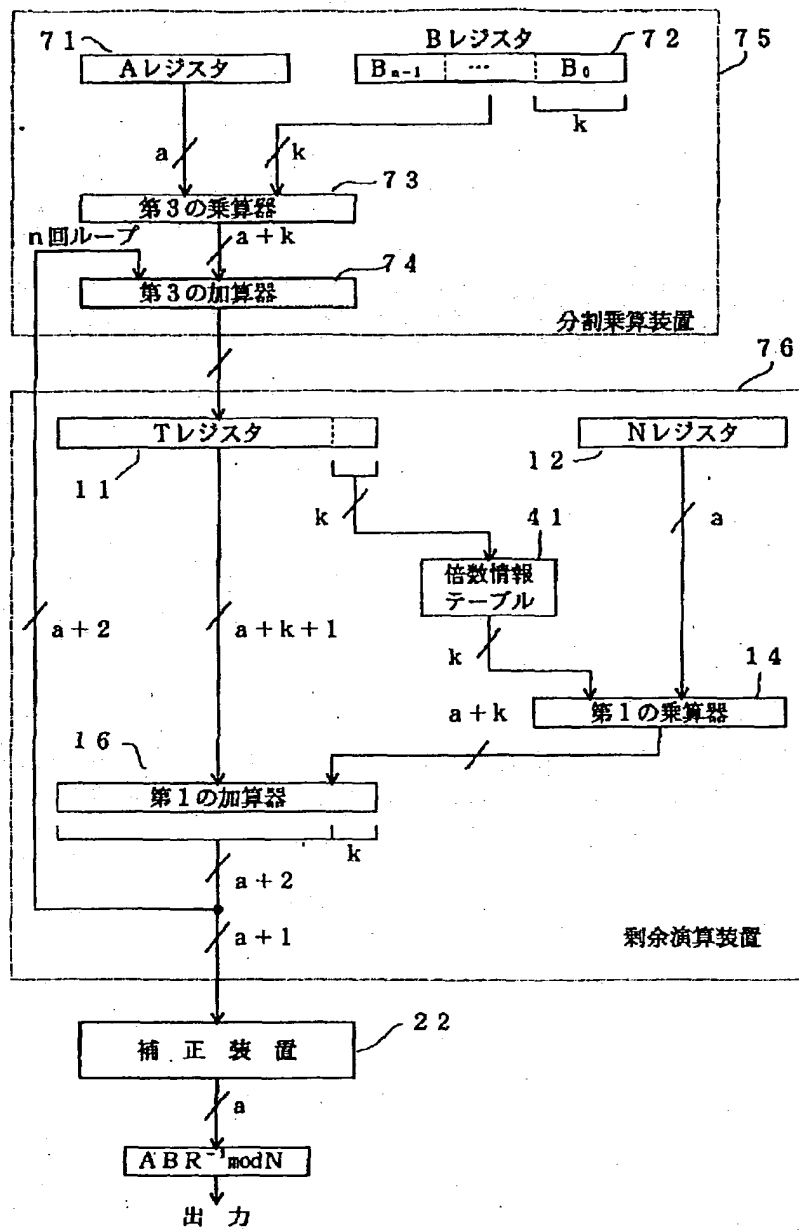 71
Aレジスタ
Bレジスタ
72
75
Bn-1 … B0
k
a
k
73
第3の乗算器
n回ループ
a+k
74
第3の加算器
分割乗算装置
76
Tレジスタ
Nレジスタ
11
12
k
a
41
倍数情報
テーブル
a+2
a+k+1
k
14
第1の乗算器
a+k
16
第1の加算器
k
a+2
a+1
剰余演算装置
22
補正装置
a
ABR⁻¹modN
出力